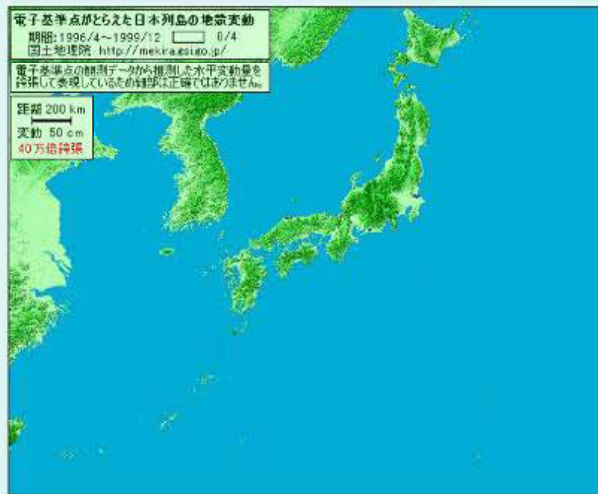 電子基準点がとらえた日本列島の地殻変動
期間:1996/4～1999/12 0/4
国土地理院 http://mekira.gsi.go.jp/
電子基準点の観測データから推測した水平変動量を
誇張して表現しているため細部は正確ではありません。
距離 200 km
変動 50 cm
40万倍誇張